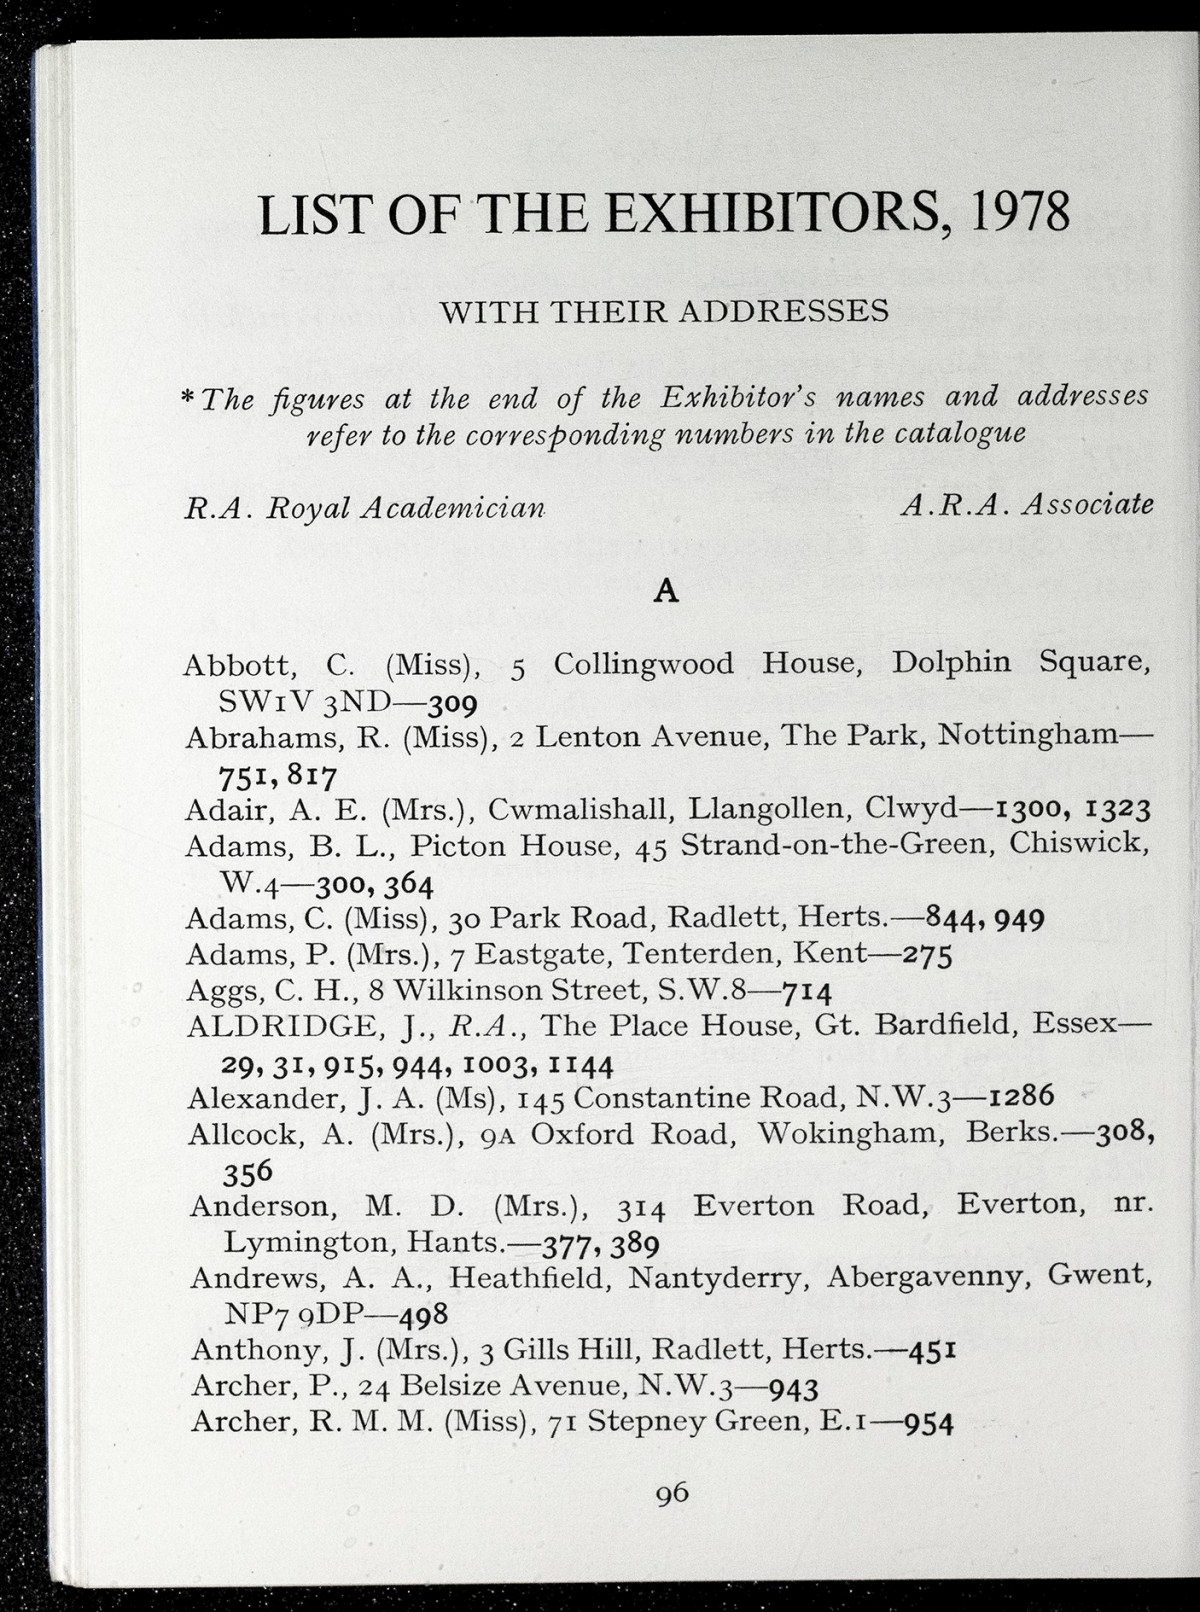 LIST OF THE EXHIBITORS, 1978
WITH THEIR ADDRESSES
* The figures at the end of the Exhibitor's names and addresses
refer to the corresponding numbers in the catalogue
R.A. Royal Academician A.R.A. Associate
A
Abbott, C. (Miss), 5 Collingwood House, Dolphin Square,
SW1V 3ND—309
Abrahams, R. (Miss), 2 Lenton Avenue, The Park, Nottingham—
751, 817
Adair, A. E. (Mrs.), Cwmalishall, Llangollen, Clwyd—1300, 1323
Adams, B. L., Picton House, 45 Strand-on-the-Green, Chiswick,
W.4—300, 364
Adams, C. (Miss), 30 Park Road, Radlett, Herts.—844, 949
Adams, P. (Mrs.), 7 Eastgate, Tenterden, Kent—275
Aggs, C. H., 8 Wilkinson Street, S.W.8—714
ALDRIDGE, J., R.A., The Place House, Gt. Bardfield, Essex—
29, 31, 915, 944, 1003, 1144
Alexander, J. A. (Ms), 145 Constantine Road, N.W.3—1286
Allcock, A. (Mrs.), 9A Oxford Road, Wokingham, Berks.—308,
356
Anderson, M. D. (Mrs.), 314 Everton Road, Everton, nr.
Lymington, Hants.—377, 389
Andrews, A. A., Heathfield, Nantyderry, Abergavenny, Gwent,
NP7 9DP—498
Anthony, J. (Mrs.), 3 Gills Hill, Radlett, Herts.—451
Archer, P., 24 Belsize Avenue, N.W.3—943
Archer, R. M. M. (Miss), 71 Stepney Green, E.1—954
96